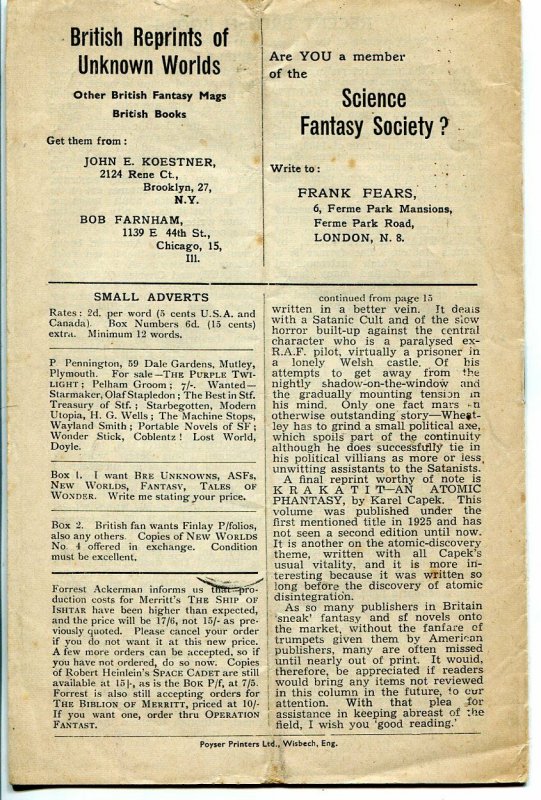 British Reprints of
Unknown Worlds
Other British Fantasy Mags
British Books
Get them from :
JOHN E. KOESTNER,
2124 Rene Ct.,
Brooklyn, 27,
N.Y.
BOB FARNHAM,
1139 E 44th St.,
Chicago, 15,
Ill.
Are YOU a member
of the
Science
Fantasy Society ?
Write to :
FRANK FEARS,
6, Ferme Park Mansions,
Ferme Park Road,
LONDON, N. 8.
SMALL ADVERTS
Rates : 2d. per word (5 cents U.S.A. and
Canada). Box Numbers 6d. (15 cents)
extra. Minimum 12 words.
P. Pennington, 59 Dale Gardens, Mutley,
Plymouth. For sale—THE PURPLE TWI-
LIGHT ; Pelham Groom ; 7/-. Wanted—
Starmaker, Olaf Stapledon ; The Best in Stf.
Treasury of Stf. ; Starbegotten, Modern
Utopia, H. G. Wells ; The Machine Stops,
Wayland Smith ; Portable Novels of SF ;
Wonder Stick, Coblentz ! Lost World,
Doyle.
Box 1. I want BRE UNKNOWNS, ASFs,
NEW WORLDS, FANTASY, TALES OF
WONDER. Write me stating your price.
Box 2. British fan wants Finlay P/folios,
also any others. Copies of NEW WORLDS
No. 4 offered in exchange. Condition
must be excellent.
Forrest Ackerman informs us that pro-
duction costs for Merritt's THE SHIP OF
ISHTAR have been higher than expected,
and the price will be 17/6, not 15/- as pre-
viously quoted. Please cancel your order
if you do not want it at this new price.
A few more orders can be accepted, so if
you have not ordered, do so now. Copies
of Robert Heinlein's SPACE CADET are still
available at 15/-, as is the BOK P/f, at 7/5.
Forrest is also still accepting orders for
THE BIBLION OF MERRITT, priced at 10/-
If you want one, order thru OPERATION
FANTAST.
continued from page 15
written in a better vein. It deals
with a Satanic Cult and of the slow
horror built-up against the central
character who is a paralysed ex-
R.A.F. pilot, virtually a prisoner in
a lonely Welsh castle. Of his
attempts to get away from the
nightly shadow-on-the-window and
the gradually mounting tension in
his mind. Only one fact mars an
otherwise outstanding story—Wheat-
ley has to grind a small political axe,
which spoils part of the continuity
although he does successfully tie in
his political villians as more or less
unwitting assistants to the Satanists.
A final reprint worthy of note is
KRAKATIT—AN ATOMIC
PHANTASY, by Karel Capek. This
volume was published under the
first mentioned title in 1925 and has
not seen a second edition until now.
It is another on the atomic-discovery
theme, written with all Capek's
usual vitality, and it is more in-
teresting because it was written so
long before the discovery of atomic
disintegration.
As so many publishers in Britain
'sneak' fantasy and sf novels onto
the market, without the fanfare of
trumpets given them by American
publishers, many are often missed
until nearly out of print. It would,
therefore, be appreciated if readers
would bring any items not reviewed
in this column in the future, to our
attention. With that plea for
assistance in keeping abreast of the
field, I wish you 'good reading.'
Poyser Printers Ltd., Wisbech, Eng.